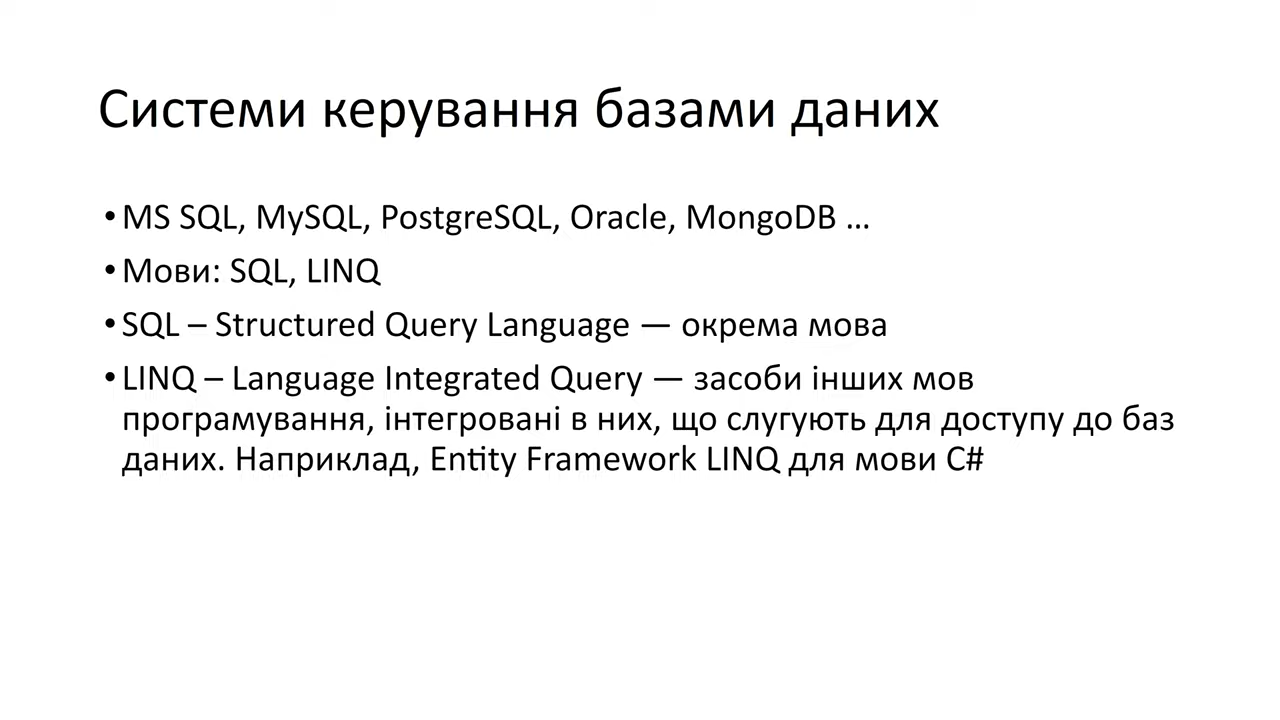 Системи керування базами даних
• MS SQL, MySQL, PostgreSQL, Oracle, MongoDB ...
• Мови: SQL, LINQ
• SQL – Structured Query Language — окрема мова
• LINQ – Language Integrated Query — засоби інших мов
програмування, інтегровані в них, що слугують для доступу до баз
даних. Наприклад, Entity Framework LINQ для мови C#